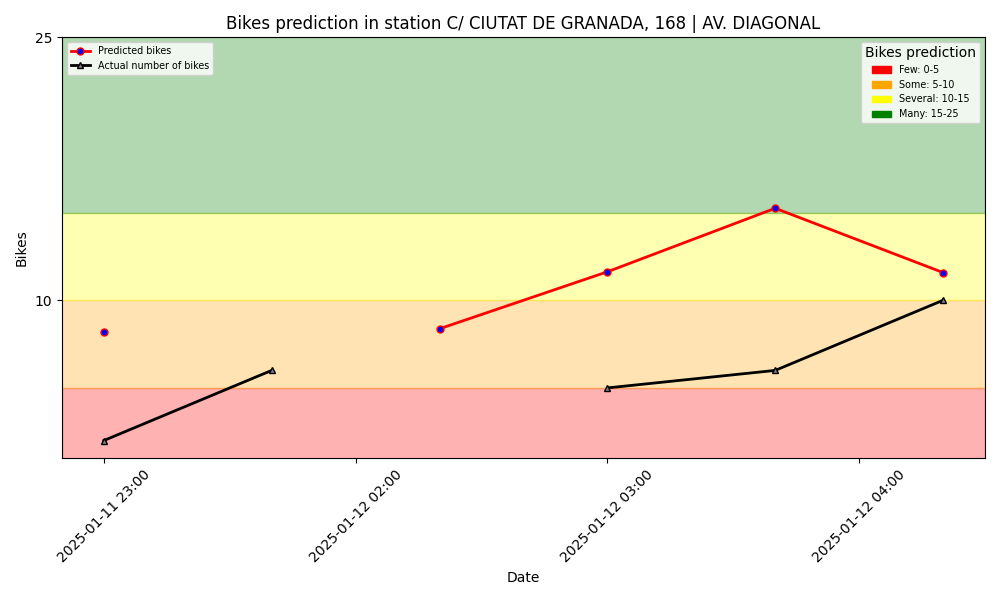 Bikes prediction in station C/ CIUTAT DE GRANADA, 168 | AV. DIAGONAL
25
10
Bikes
Predicted bikes
Actual number of bikes
Bikes prediction
Few: 0-5
Some: 5-10
Several: 10-15
Many: 15-25
2025-01-11 23:00
2025-01-12 02:00
2025-01-12 03:00
2025-01-12 04:00
Date